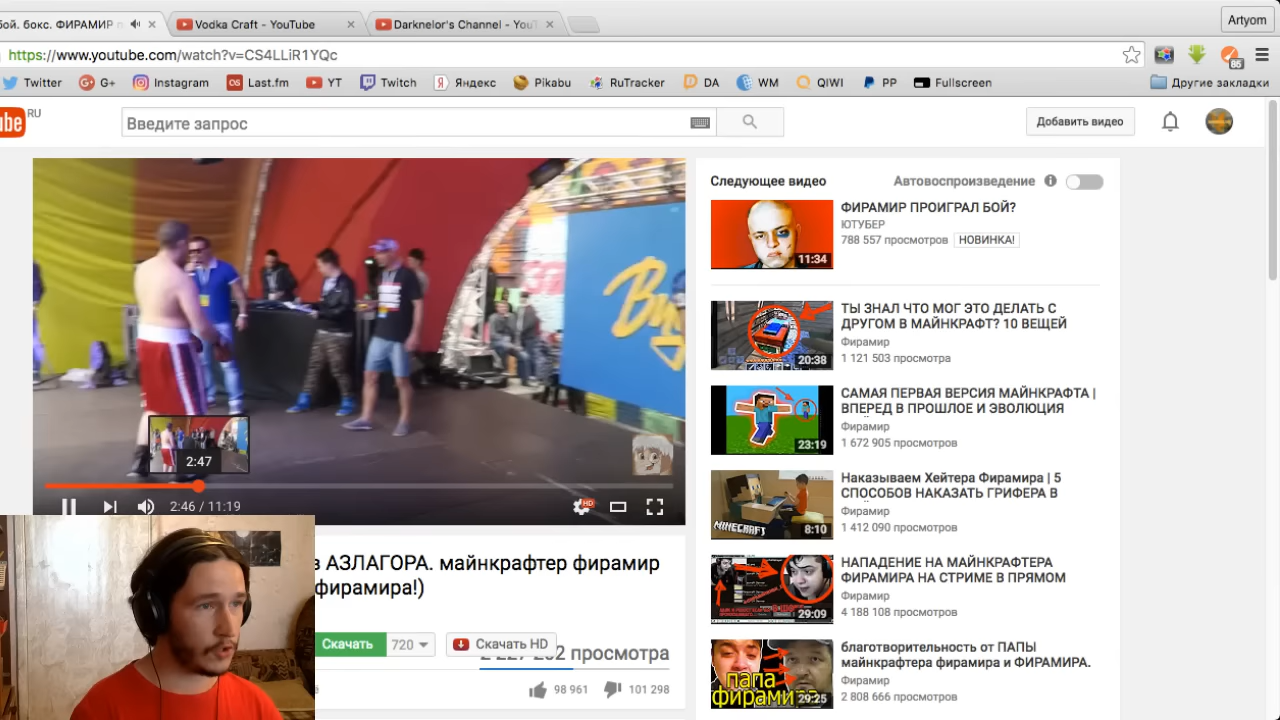 бой. бокс. ФИРАМИР
Vodka Craft - YouTube
Darknelor's Channel - YouT
Artyom
https://www.youtube.com/watch?v=CS4LLiR1YQc
Twitter
G+
Instagram
Last.fm
YT
Twitch
Яндекс
Pikabu
RuTracker
DA
WM
QIWI
PP
Fullscreen
85
Другие закладки
RU
Введите запрос
Добавить видео
Следующее видео
Автовоспроизведение
ФИРАМИР ПРОИГРАЛ БОЙ?
ЮТУБЕР
788 557 просмотров
НОВИНКА!
11:34
ТЫ ЗНАЛ ЧТО МОГ ЭТО ДЕЛАТЬ С
ДРУГОМ В МАЙНКРАФТ? 10 ВЕЩЕЙ
Фирамир
1 121 503 просмотра
20:38
САМАЯ ПЕРВАЯ ВЕРСИЯ МАЙНКРАФТА |
ВПЕРЕД В ПРОШЛОЕ И ЭВОЛЮЦИЯ
Фирамир
1 672 905 просмотров
23:19
Наказываем Хейтера Фирамира | 5
СПОСОБОВ НАКАЗАТЬ ГРИФЕРА В
Фирамир
1 412 090 просмотров
MINECRAFT
8:10
НАПАДЕНИЕ НА МАЙНКРАФТЕРА
ФИРАМИРА НА СТРИМЕ В ПРЯМОМ
Фирамир
4 188 108 просмотров
29:09
благотворительность от ПАПЫ
майнкрафтера фирамира и ФИРАМИРА.
Фирамир
2 808 666 просмотров
папа
фирамира
29:25
2:47
2:46 / 11:19
HD
АЗЛАГОРА. майнкрафтер фирамир
фирамира!)
Скачать
720
Скачать HD
просмотра
98 961
101 298